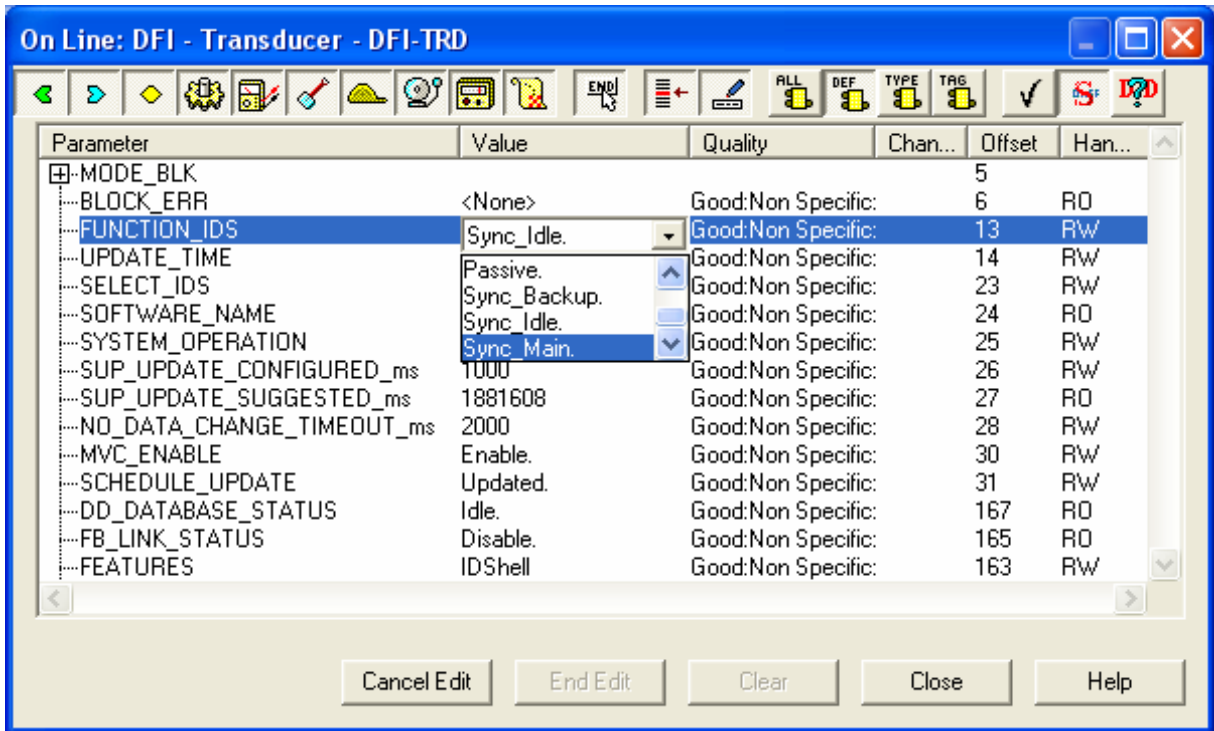 On Line: DFI - Transducer - DFI-TRD
END ALL DEF TYPE TAG S D?D
Parameter Value Quality Chan... Offset Han...
MODE_BLK 5
BLOCK_ERR <None> Good:Non Specific: 6 RO
FUNCTION_IDS Sync_Idle. Good:Non Specific: 13 RW
UPDATE_TIME Passive. Good:Non Specific: 14 RW
SELECT_IDS Sync_Backup. Good:Non Specific: 23 RW
SOFTWARE_NAME Sync_Idle. Good:Non Specific: 24 RO
SYSTEM_OPERATION Sync_Main. Good:Non Specific: 25 RW
SUP_UPDATE_CONFIGURED_ms 1000 Good:Non Specific: 26 RW
SUP_UPDATE_SUGGESTED_ms 1881608 Good:Non Specific: 27 RO
NO_DATA_CHANGE_TIMEOUT_ms 2000 Good:Non Specific: 28 RW
MVC_ENABLE Enable. Good:Non Specific: 30 RW
SCHEDULE_UPDATE Updated. Good:Non Specific: 31 RW
DD_DATABASE_STATUS Idle. Good:Non Specific: 167 RO
FB_LINK_STATUS Disable. Good:Non Specific: 165 RO
FEATURES IDShell Good:Non Specific: 163 RW
Cancel Edit End Edit Clear Close Help